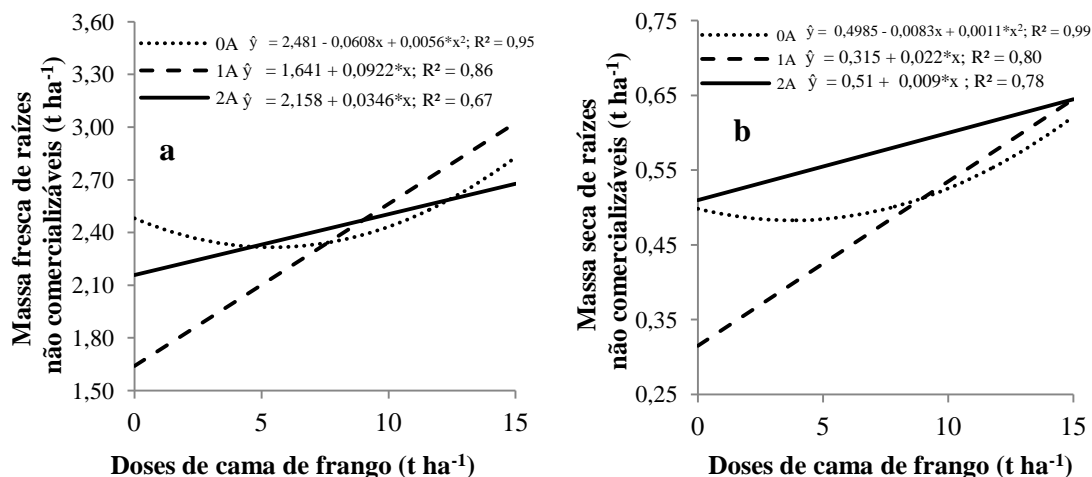 Massa fresca de raízes
não comercializáveis (t ha⁻¹)
3,60
3,30
3,00
2,70
2,40
2,10
1,80
1,50
0A ŷ = 2,481 - 0,0608x + 0,0056*x²; R² = 0,95
1A ŷ = 1,641 + 0,0922*x; R² = 0,86
2A ŷ = 2,158 + 0,0346*x; R² = 0,67
a
0 5 10 15
Doses de cama de frango (t ha⁻¹)
Massa seca de raízes
não comercializáveis (t ha⁻¹)
0,75
0,65
0,55
0,45
0,35
0,25
0A ŷ = 0,4985 - 0,0083x + 0,0011*x²; R² = 0,99
1A ŷ = 0,315 + 0,022*x; R² = 0,80
2A ŷ = 0,51 + 0,009*x ; R² = 0,78
b
0 5 10 15
Doses de cama de frango (t ha⁻¹)